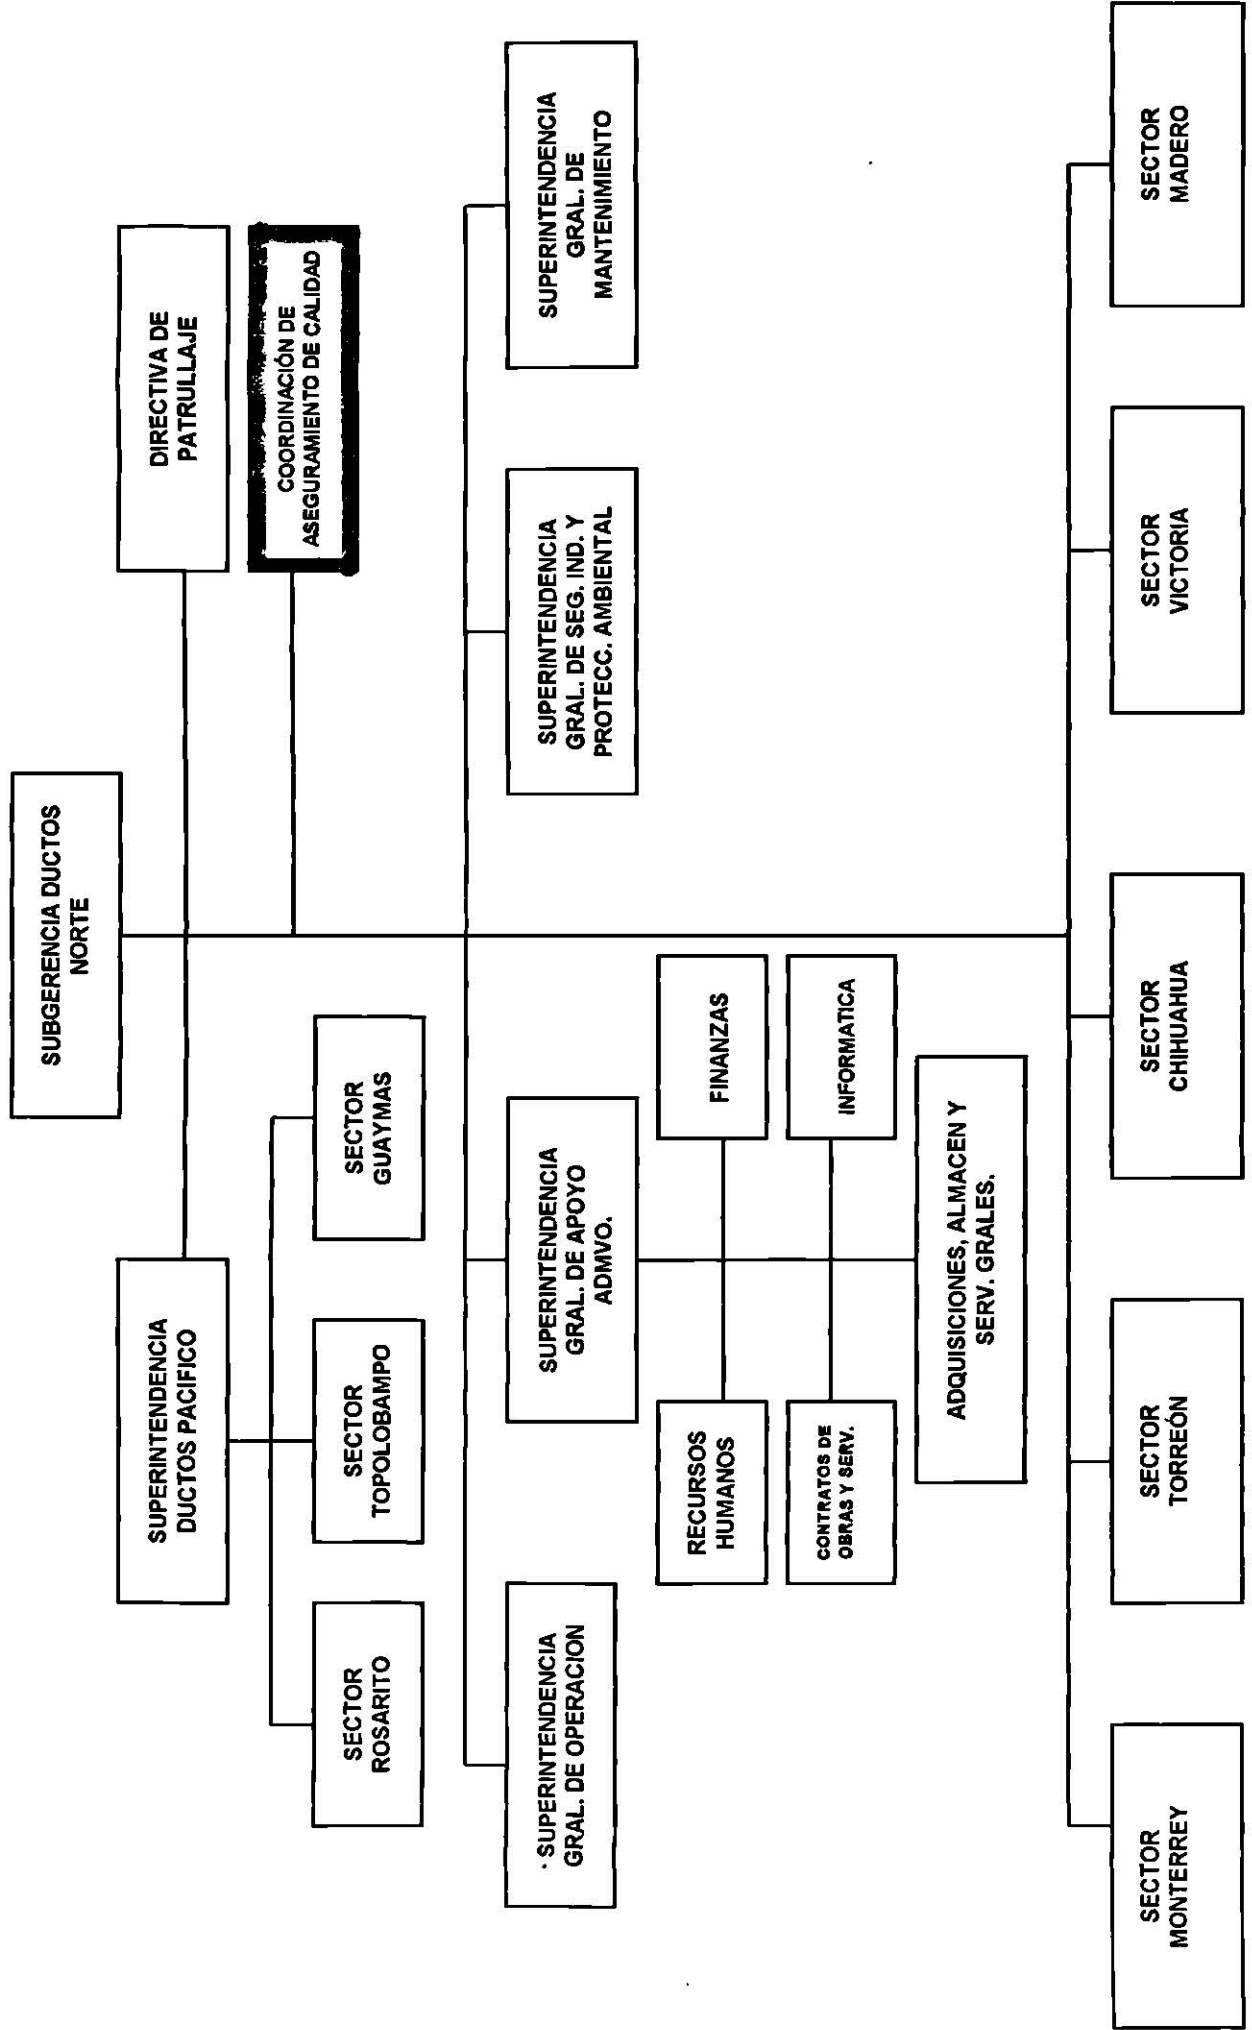 SUBGERENCIA DUCTOS
NORTE
SUPERINTENDENCIA
DUCTOS PACIFICO
DIRECTIVA DE
PATRULLAJE
COORDINACIÓN DE
ASEGURAMIENTO DE CALIDAD
SECTOR
ROSARITO
SECTOR
TOPOLOBAMPO
SECTOR
GUAYMAS
SUPERINTENDENCIA
GRAL. DE OPERACION
SUPERINTENDENCIA
GRAL. DE APOYO
ADMVO.
SUPERINTENDENCIA
GRAL. DE SEG. IND. Y
PROTECC. AMBIENTAL
SUPERINTENDENCIA
GRAL. DE
MANTENIMIENTO
RECURSOS
HUMANOS
FINANZAS
CONTRATOS DE
OBRAS Y SERV.
INFORMATICA
ADQUISICIONES, ALMACEN Y
SERV. GRALES.
SECTOR
MONTERREY
SECTOR
TORREÓN
SECTOR
CHIHUAHUA
SECTOR
VICTORIA
SECTOR
MADERO